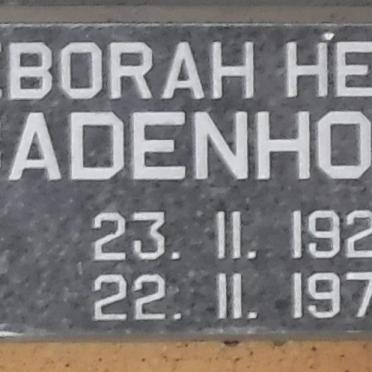 EBORAH HE
ADENHO
23. 11. 192
22. 11. 197